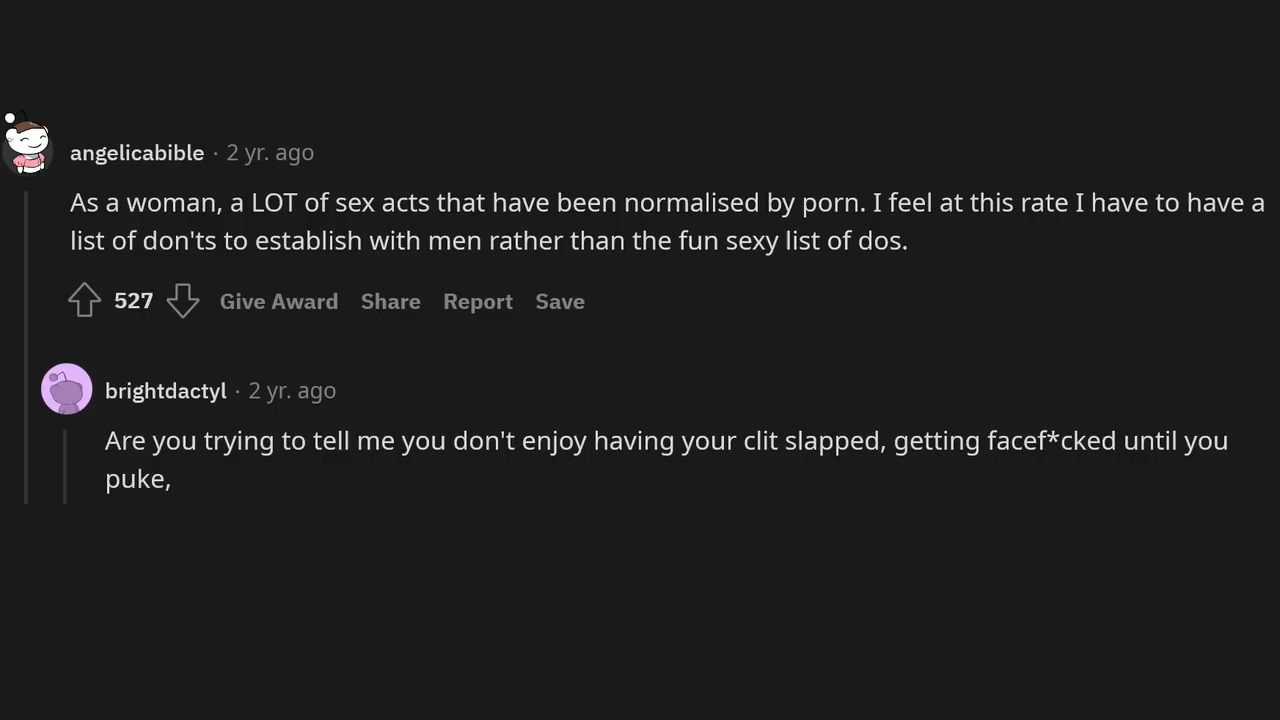 angelicabible · 2 yr. ago
As a woman, a LOT of sex acts that have been normalised by porn. I feel at this rate I have to have a
list of don'ts to establish with men rather than the fun sexy list of dos.
527 Give Award Share Report Save
brightdactyl · 2 yr. ago
Are you trying to tell me you don't enjoy having your clit slapped, getting facef*cked until you
puke,